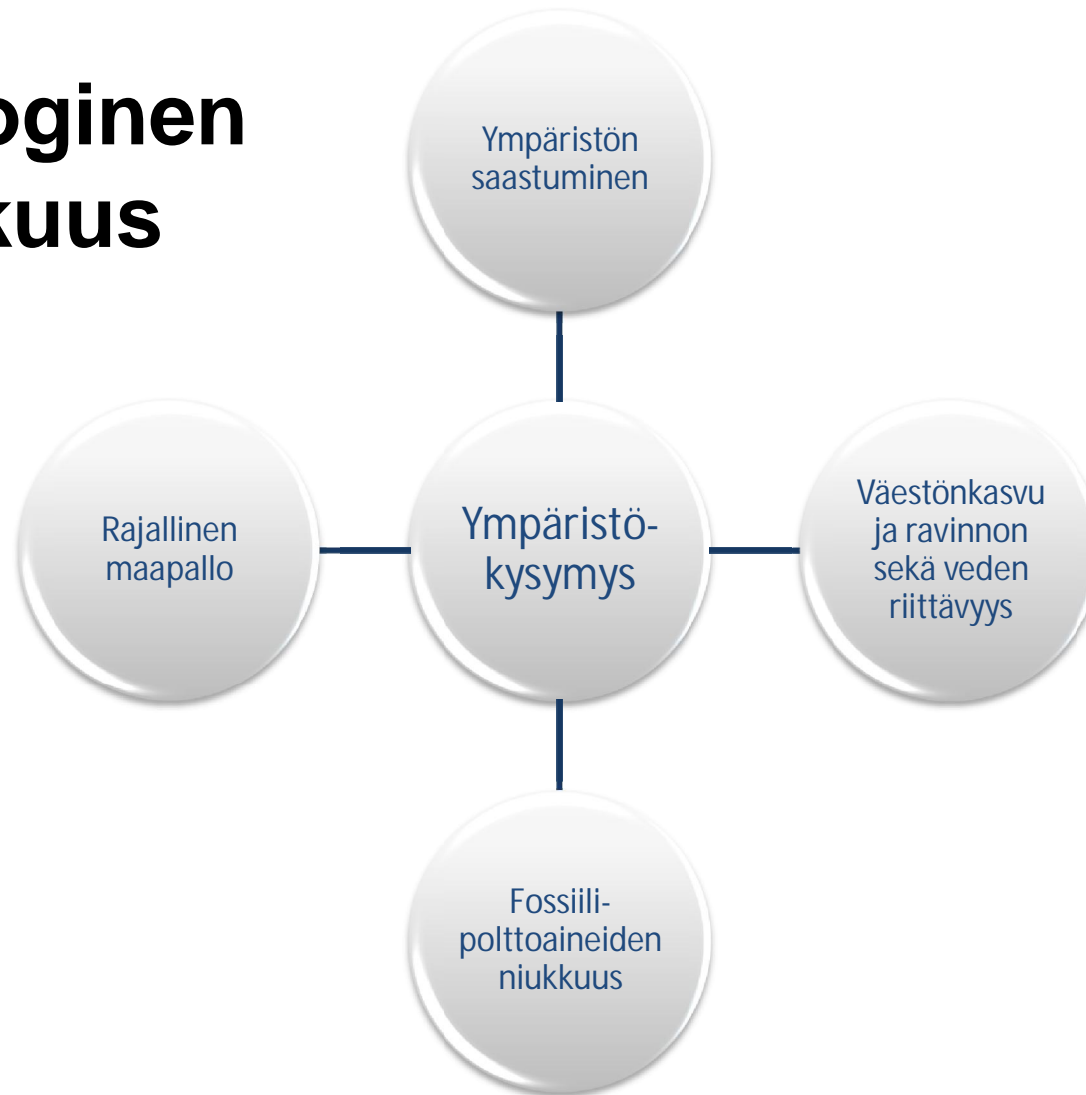 oginen
kuus
Ympäristön
saastuminen
Rajallinen
maapallo
Ympäristö-
kysymys
Väestönkasvu
ja ravinnon
sekä veden
riittävyys
Fossiili-
polttoaineiden
niukkuus